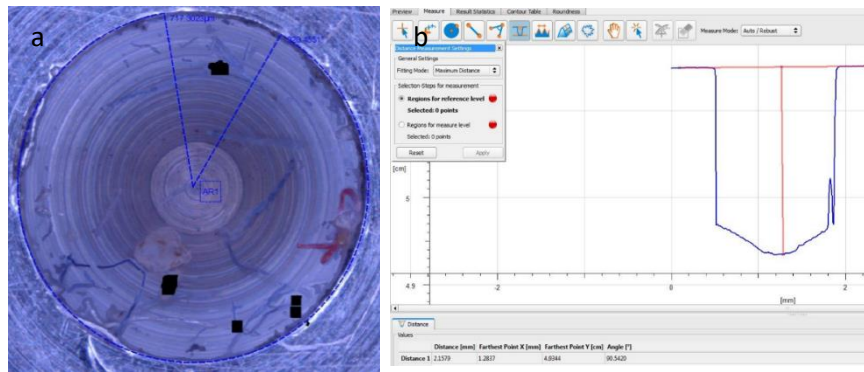 a
AR1
b
Preview Measure Result Statistics Contour Table Roundness
Measure Mode: Auto / Robust
Distance Measurement Settings
General Settings
Fitting Mode: Maximum Distance
Selection Steps for measurement
Regions for reference level
Selected: 0 points
Regions for measure level
Selected: 0 points
Reset Apply
[cm]
5
4.9
-2 0 2
[mm]
Distance
Values
Distance [mm] Farthest Point X [mm] Farthest Point Y [cm] Angle [°]
Distance 1 2.1579 1.2837 4.9344 90.5420